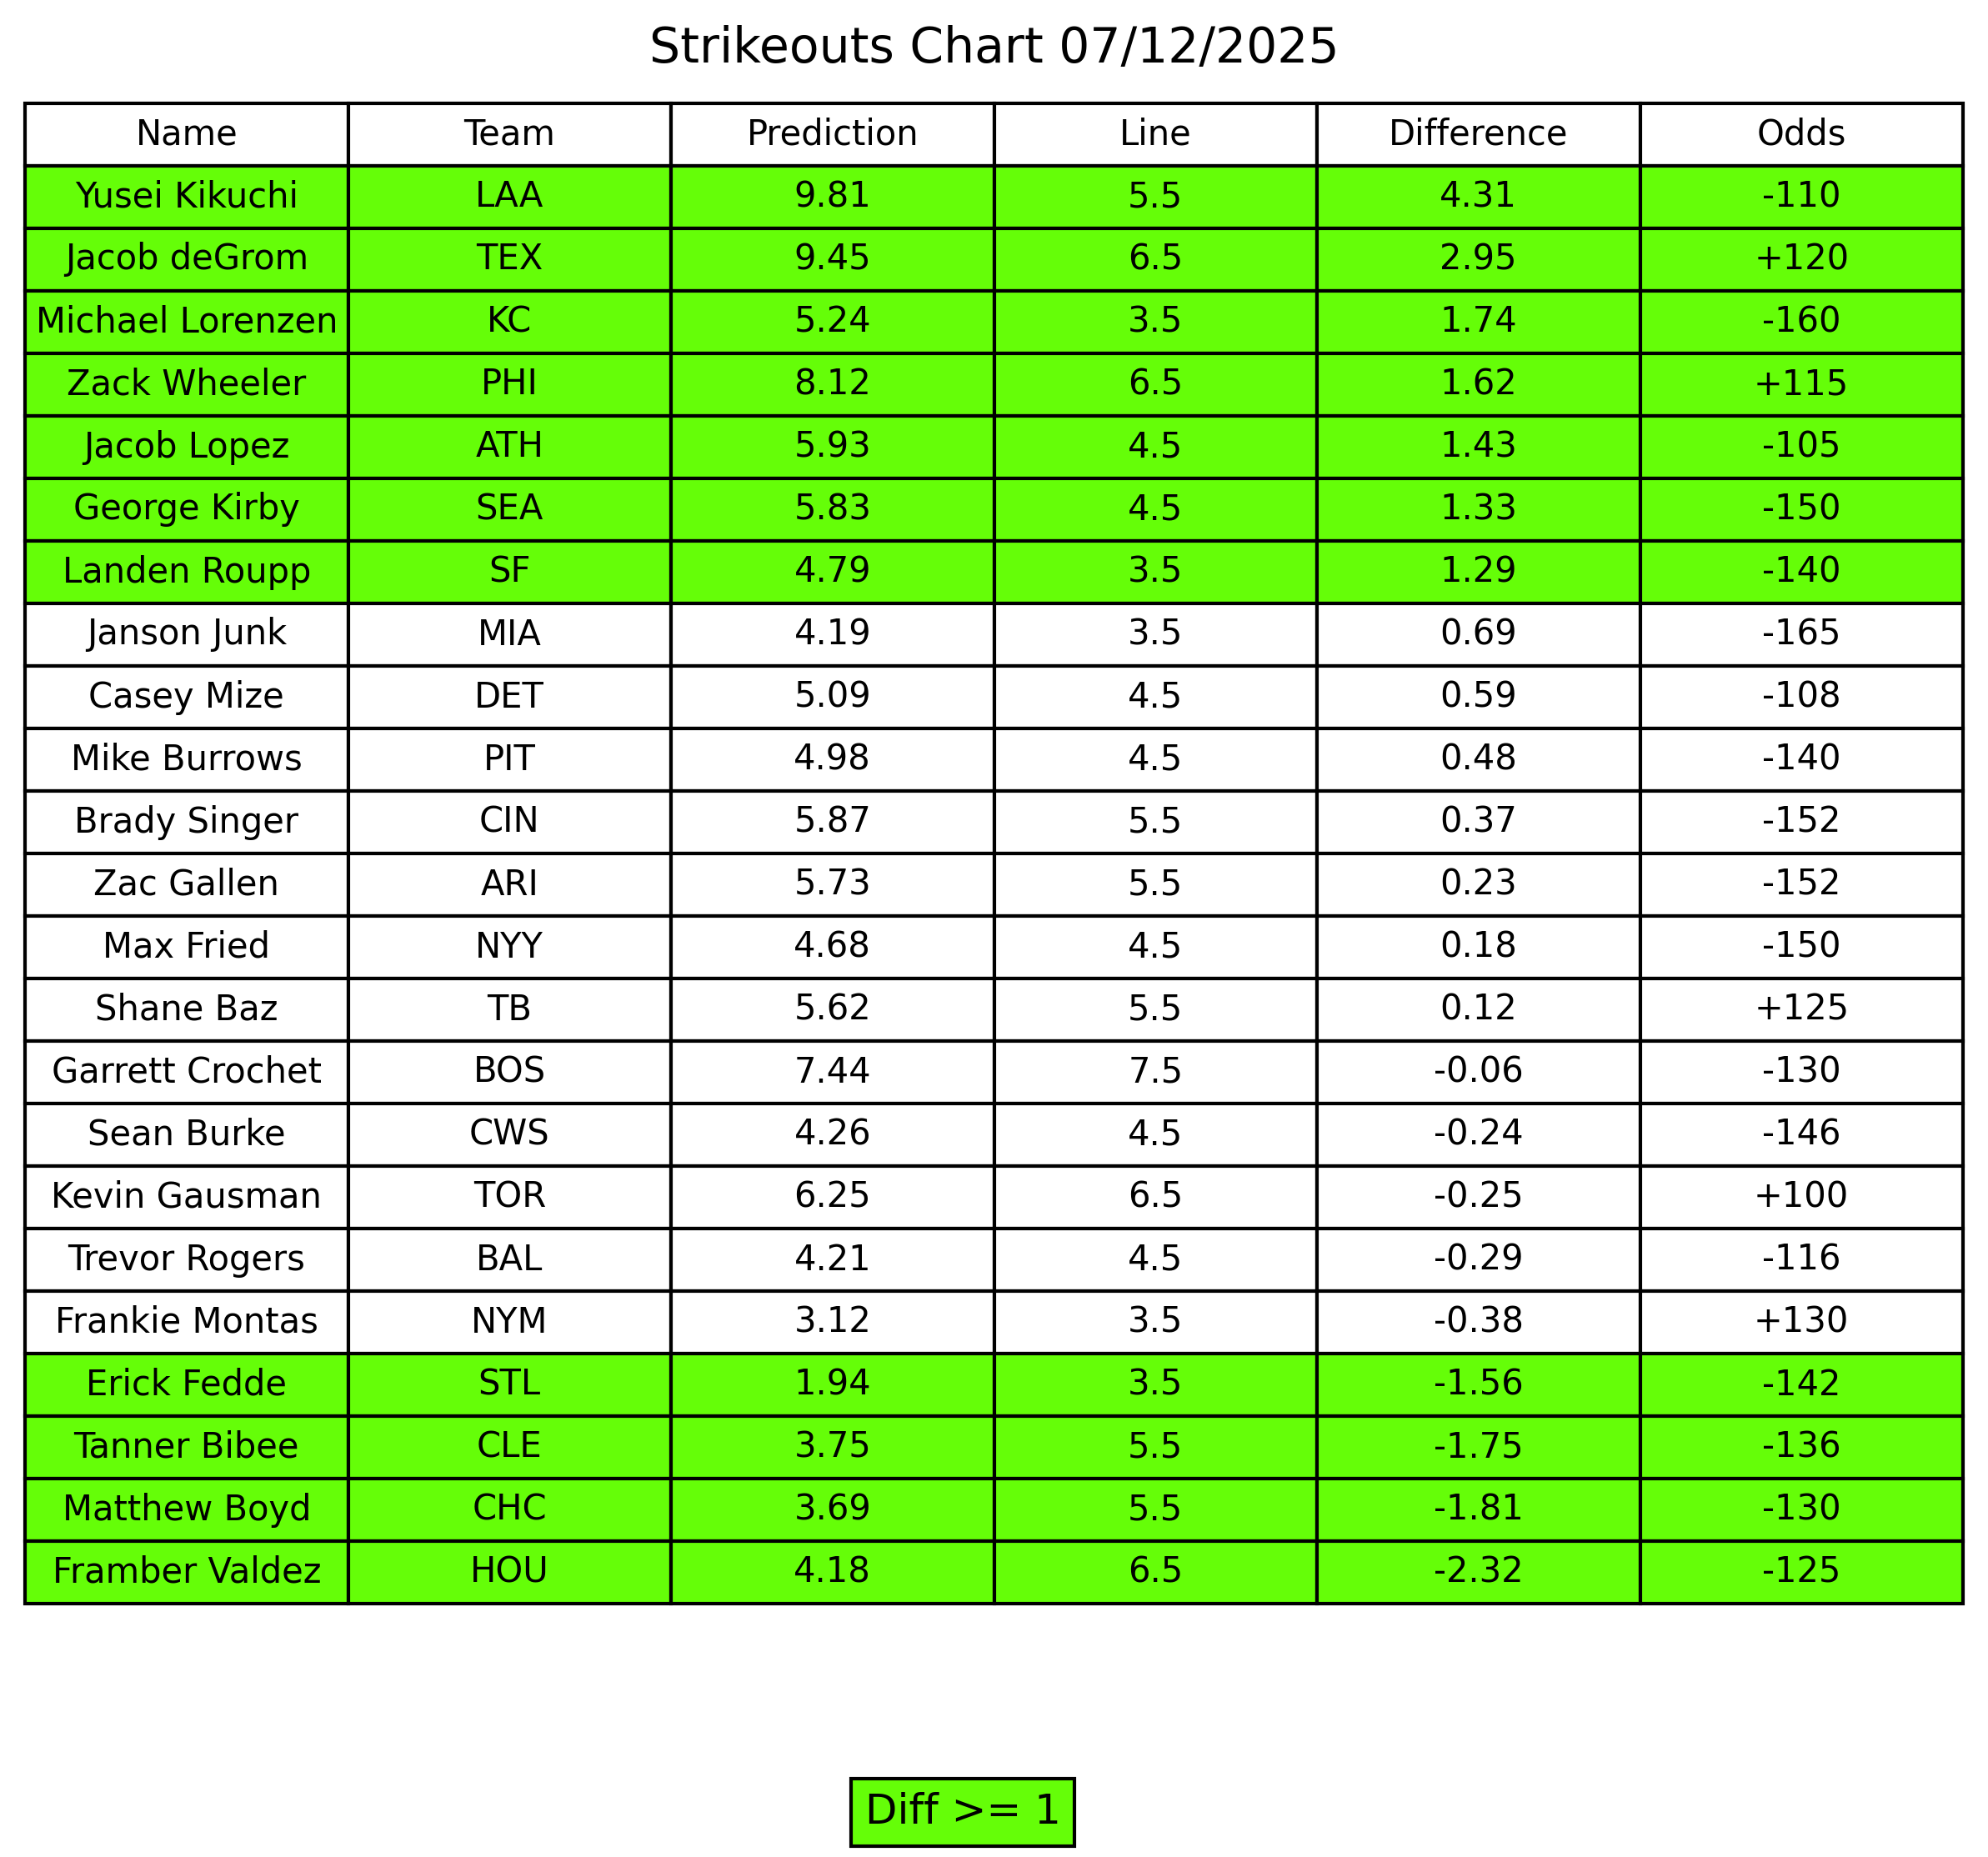 Strikeouts Chart 07/12/2025
Name Team Prediction Line Difference Odds
Yusei Kikuchi LAA 9.81 5.5 4.31 -110
Jacob deGrom TEX 9.45 6.5 2.95 +120
Michael Lorenzen KC 5.24 3.5 1.74 -160
Zack Wheeler PHI 8.12 6.5 1.62 +115
Jacob Lopez ATH 5.93 4.5 1.43 -105
George Kirby SEA 5.83 4.5 1.33 -150
Landen Roupp SF 4.79 3.5 1.29 -140
Janson Junk MIA 4.19 3.5 0.69 -165
Casey Mize DET 5.09 4.5 0.59 -108
Mike Burrows PIT 4.98 4.5 0.48 -140
Brady Singer CIN 5.87 5.5 0.37 -152
Zac Gallen ARI 5.73 5.5 0.23 -152
Max Fried NYY 4.68 4.5 0.18 -150
Shane Baz TB 5.62 5.5 0.12 +125
Garrett Crochet BOS 7.44 7.5 -0.06 -130
Sean Burke CWS 4.26 4.5 -0.24 -146
Kevin Gausman TOR 6.25 6.5 -0.25 +100
Trevor Rogers BAL 4.21 4.5 -0.29 -116
Frankie Montas NYM 3.12 3.5 -0.38 +130
Erick Fedde STL 1.94 3.5 -1.56 -142
Tanner Bibee CLE 3.75 5.5 -1.75 -136
Matthew Boyd CHC 3.69 5.5 -1.81 -130
Framber Valdez HOU 4.18 6.5 -2.32 -125
Diff >= 1